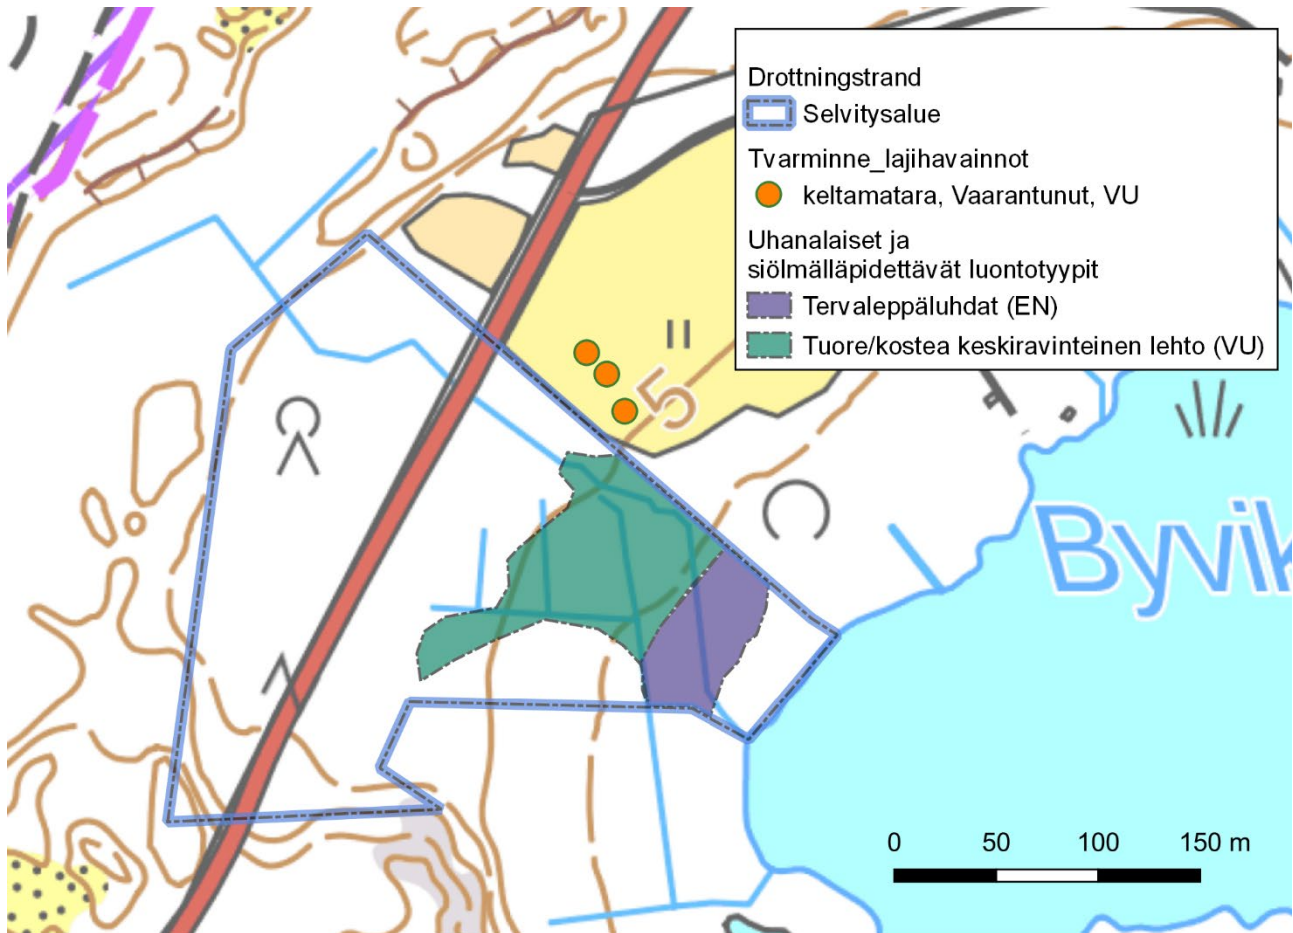 Drottningstrand
Selvitysalue
Tvarminne_lajihavainnot
keltamatara, Vaarantunut, VU
Uhanalaiset ja
siölmälläpidettävät luontotyypit
Tervaleppäluhdat (EN)
Tuore/kostea keskiravinteinen lehto (VU)
5
Byvik
0 50 100 150 m